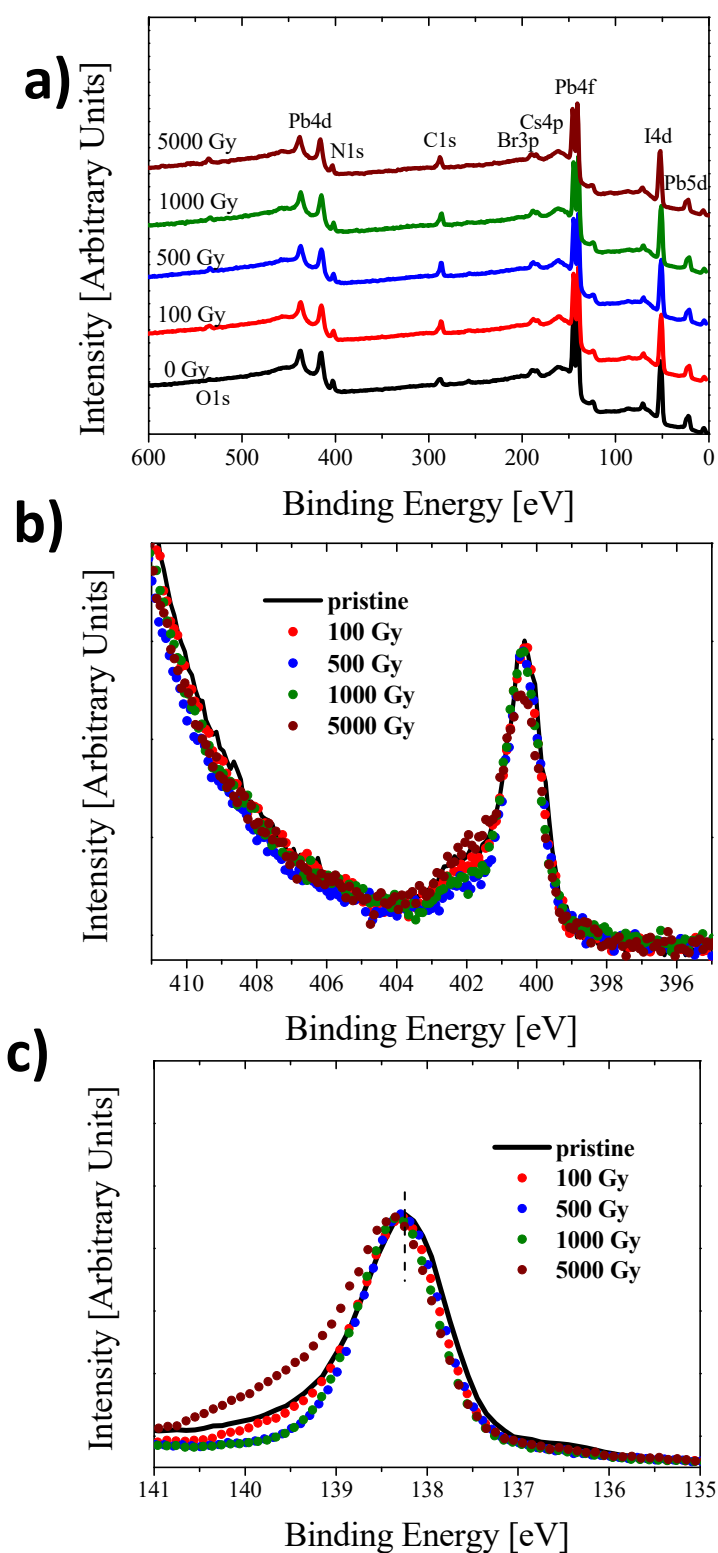 a)
Intensity [Arbitrary Units]
Pb4f
Cs4p
Pb4d
5000 Gy
N1s
C1s
Br3p
I4d
Pb5d
1000 Gy
500 Gy
100 Gy
0 Gy
O1s
600 500 400 300 200 100 0
Binding Energy [eV]
b)
Intensity [Arbitrary Units]
pristine
100 Gy
500 Gy
1000 Gy
5000 Gy
410 408 406 404 402 400 398 396
Binding Energy [eV]
c)
Intensity [Arbitrary Units]
pristine
100 Gy
500 Gy
1000 Gy
5000 Gy
141 140 139 138 137 136 135
Binding Energy [eV]